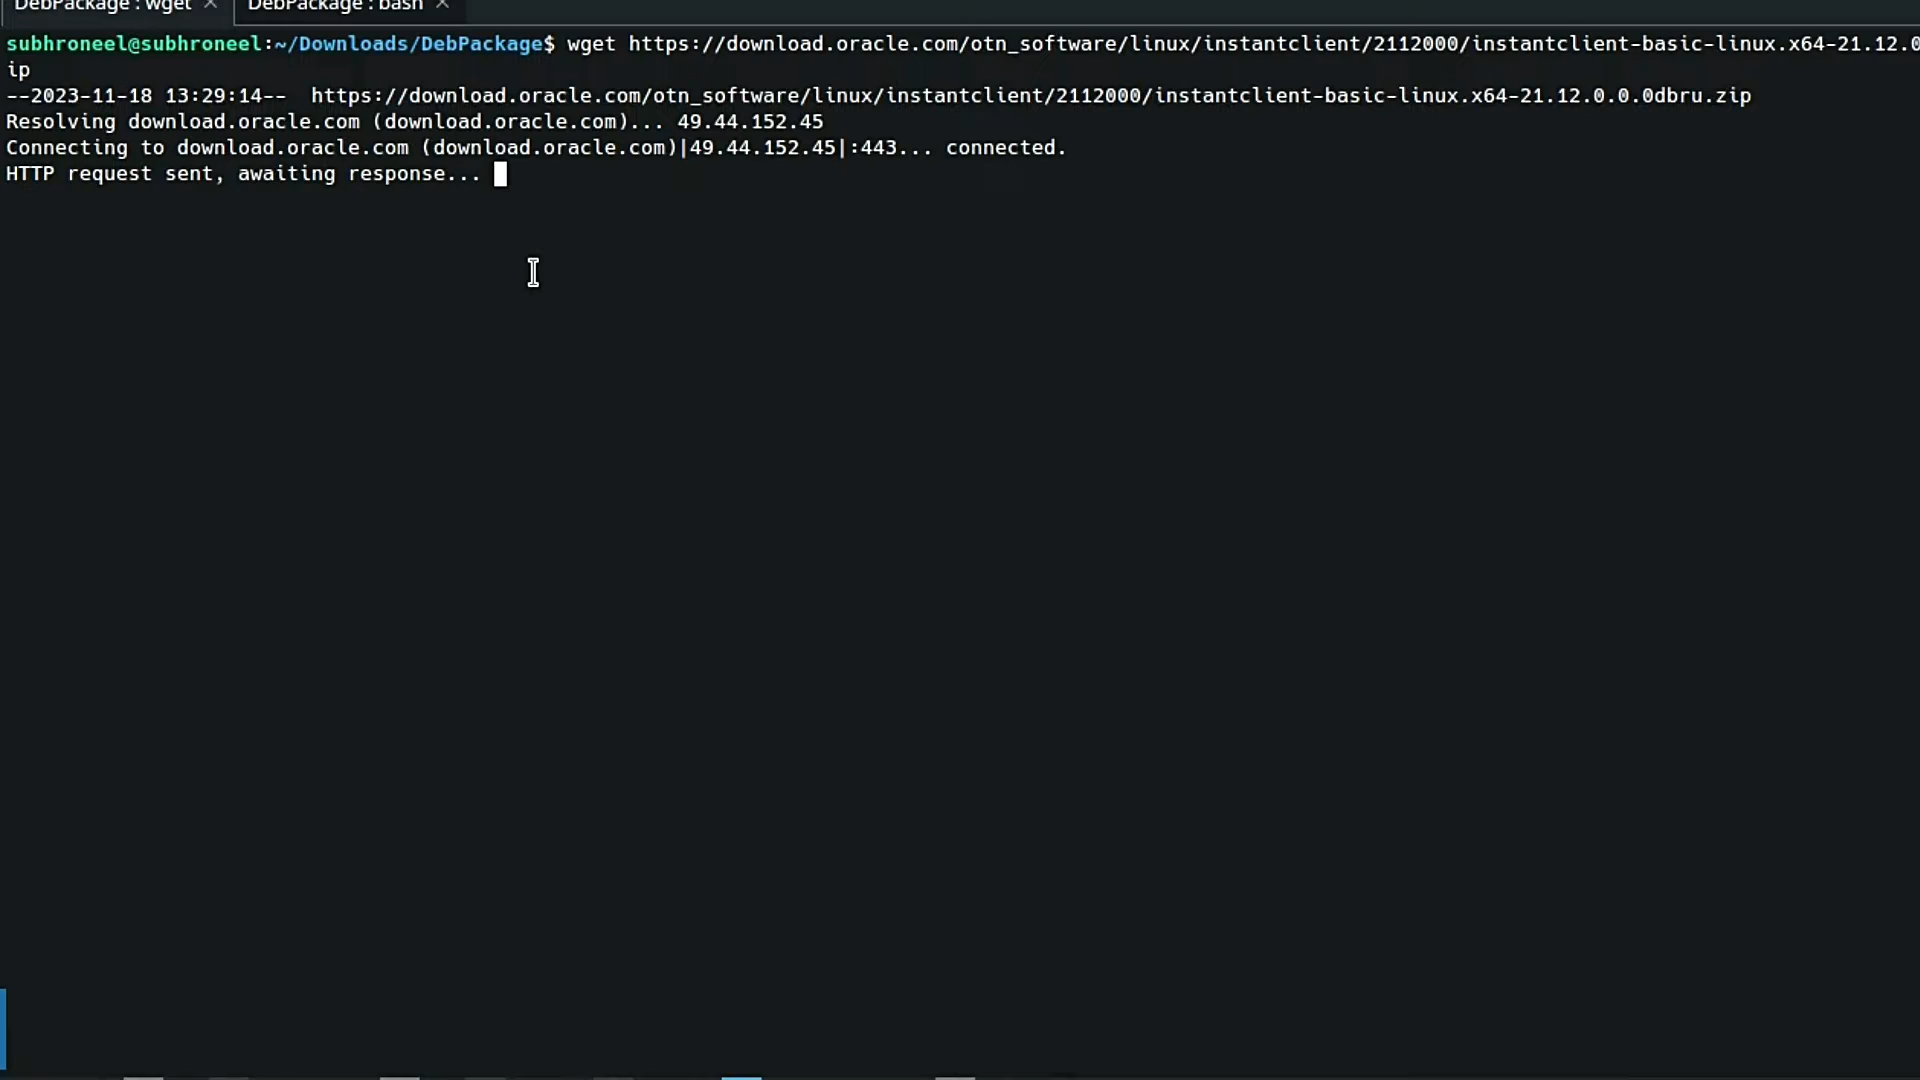 DebPackage : wget × DebPackage : bash ×
subhroneel@subhroneel:~/Downloads/DebPackage$ wget https://download.oracle.com/otn_software/linux/instantclient/2112000/instantclient-basic-linux.x64-21.12.0
ip
--2023-11-18 13:29:14-- https://download.oracle.com/otn_software/linux/instantclient/2112000/instantclient-basic-linux.x64-21.12.0.0.0dbru.zip
Resolving download.oracle.com (download.oracle.com)... 49.44.152.45
Connecting to download.oracle.com (download.oracle.com)|49.44.152.45|:443... connected.
HTTP request sent, awaiting response...